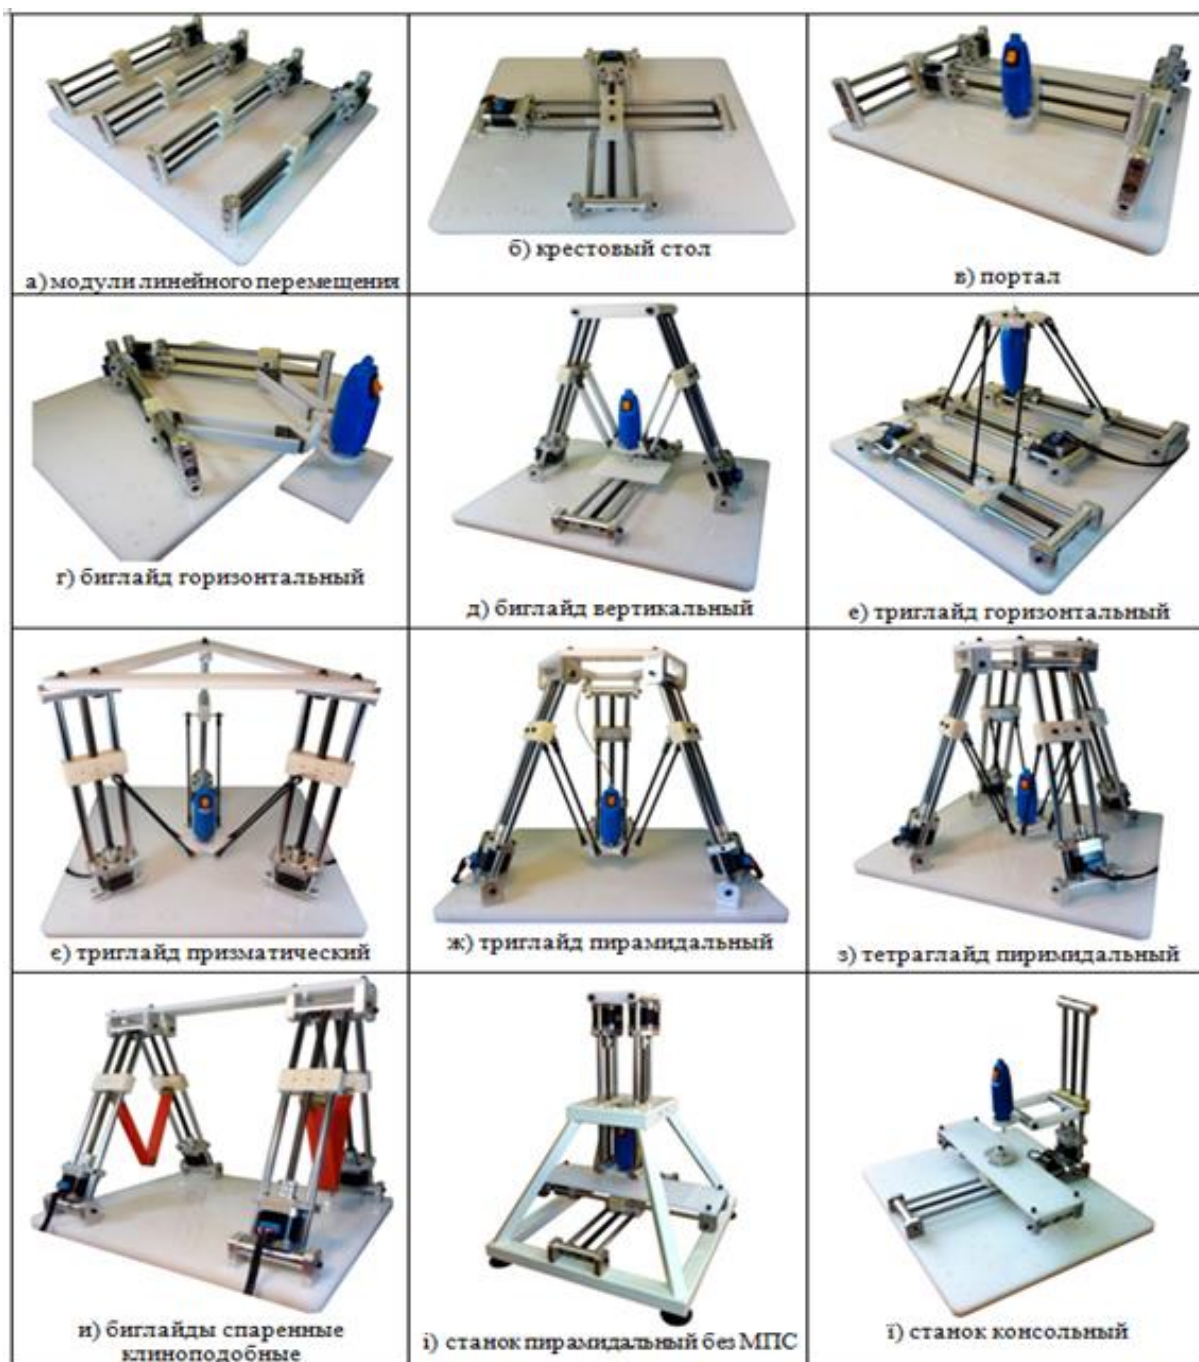 а) модули линейного перемещения
б) крестовый стол
в) портал
г) биглайд горизонтальный
д) биглайд вертикальный
е) триглайд горизонтальный
є) триглайд призматический
ж) триглайд пирамидальный
з) тетраглайд пиримидальный
и) биглайды спаренные
клиноподобные
і) станок пирамидальный без МПС
ї) станок консольный